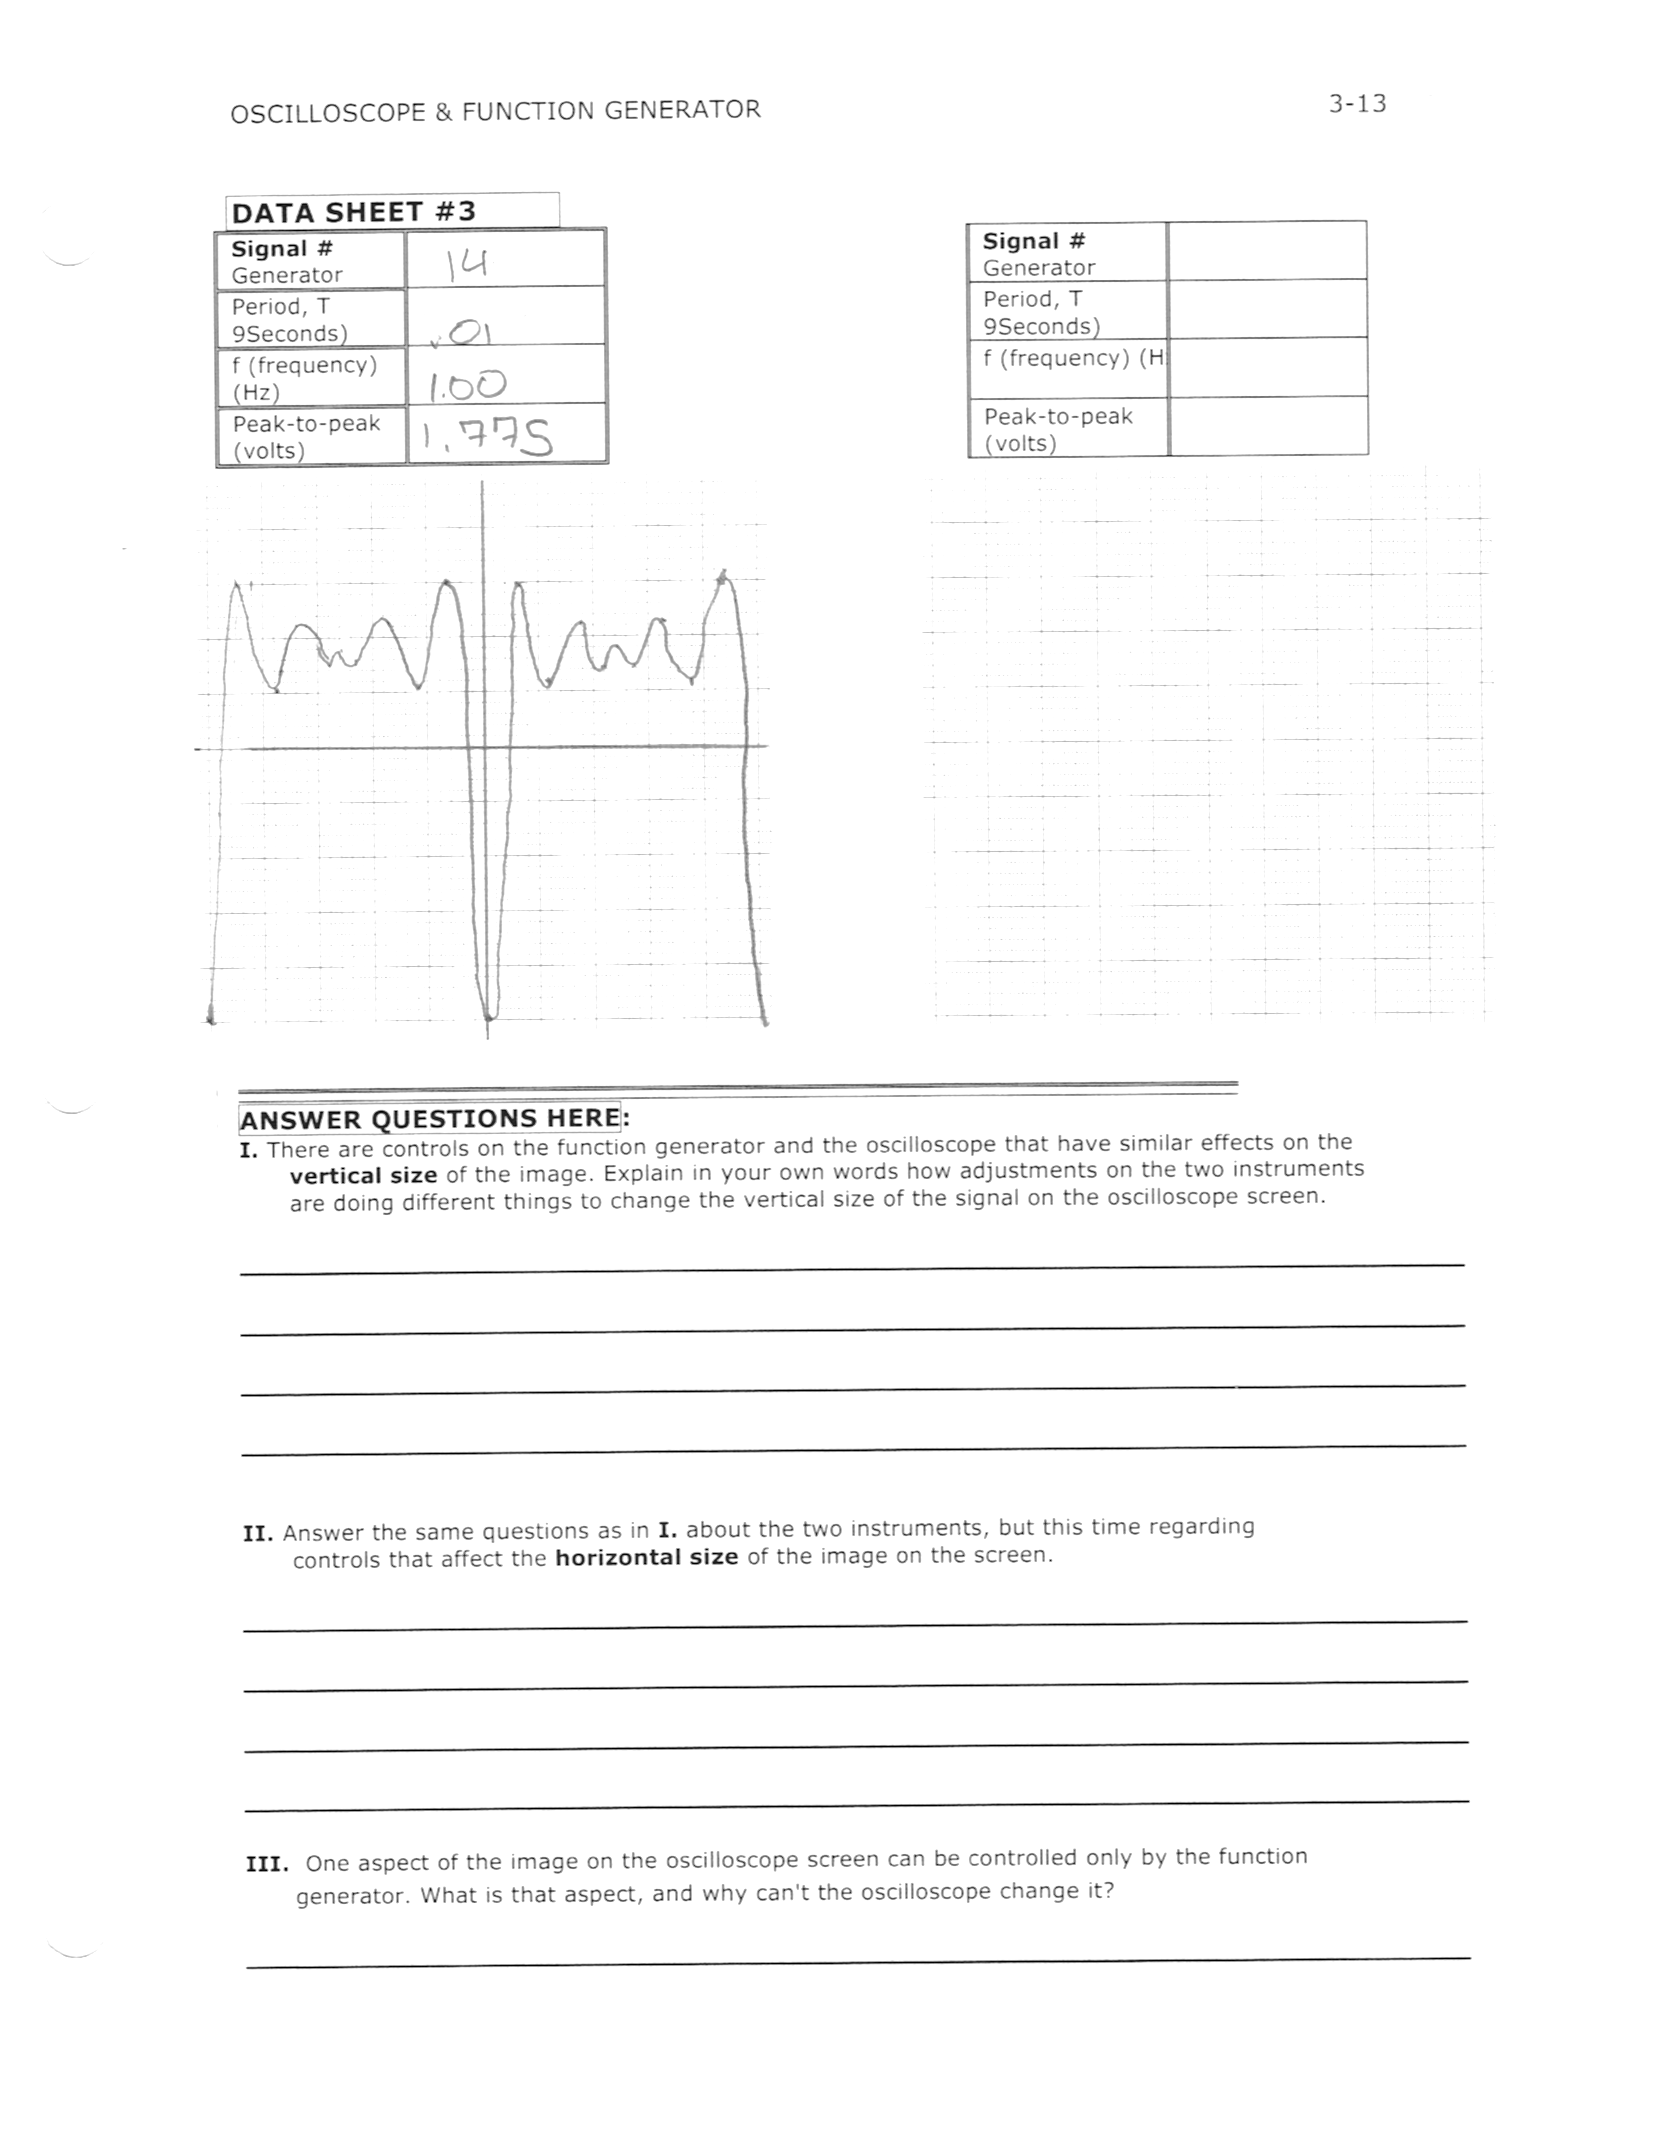 OSCILLOSCOPE & FUNCTION GENERATOR
3-13
DATA SHEET #3
Signal #
Generator
14
Period, T
9Seconds)
.01
f (frequency)
(Hz)
1.00
Peak-to-peak
(volts)
1.775
Signal #
Generator
Period, T
9Seconds)
f (frequency) (H
Peak-to-peak
(volts)
ANSWER QUESTIONS HERE:
I. There are controls on the function generator and the oscilloscope that have similar effects on the
vertical size of the image. Explain in your own words how adjustments on the two instruments
are doing different things to change the vertical size of the signal on the oscilloscope screen.
II. Answer the same questions as in I. about the two instruments, but this time regarding
controls that affect the horizontal size of the image on the screen.
III. One aspect of the image on the oscilloscope screen can be controlled only by the function
generator. What is that aspect, and why can't the oscilloscope change it?